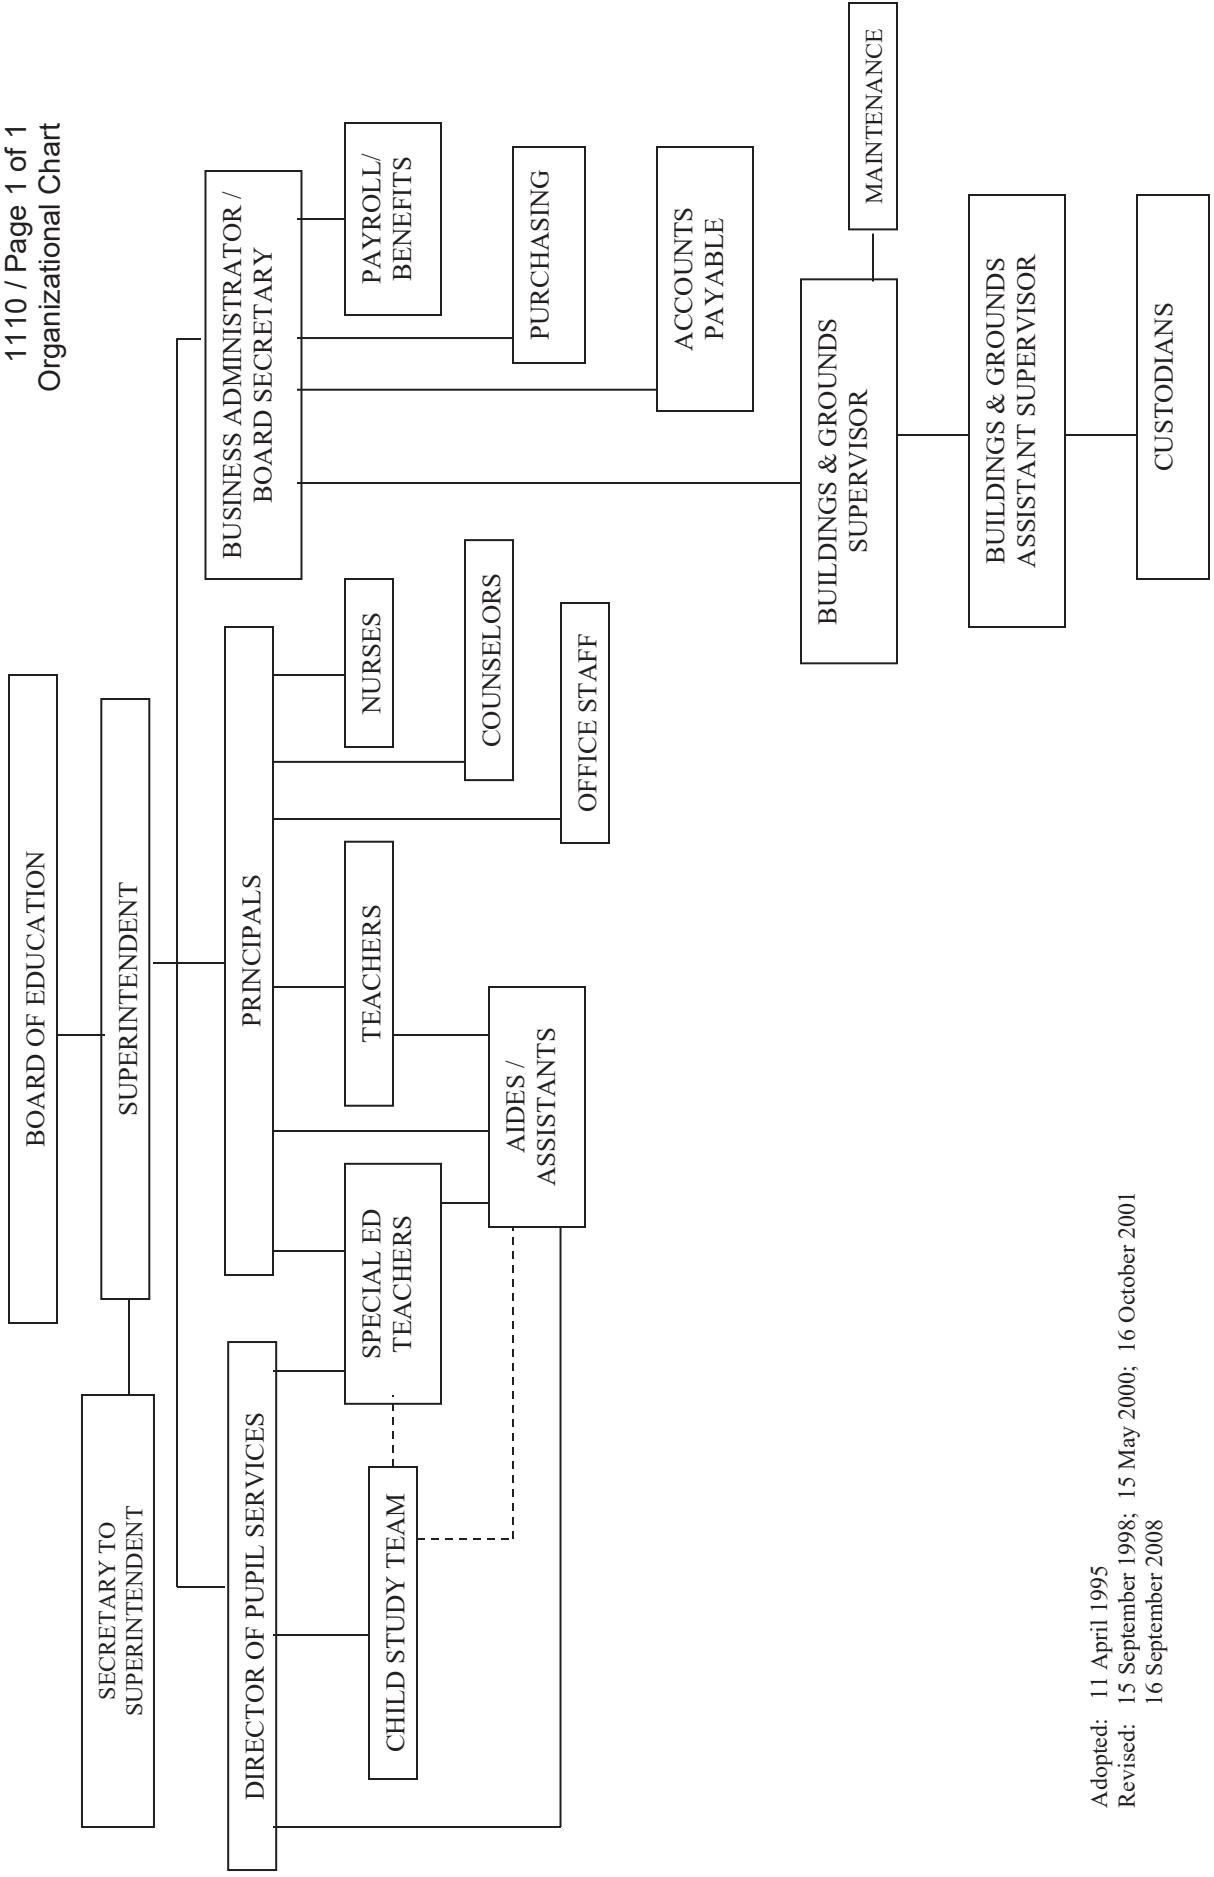 1110 / Page 1 of 1
Organizational Chart
BOARD OF EDUCATION
SECRETARY TO
SUPERINTENDENT
SUPERINTENDENT
DIRECTOR OF PUPIL SERVICES
PRINCIPALS
BUSINESS ADMINISTRATOR /
BOARD SECRETARY
CHILD STUDY TEAM
SPECIAL ED
TEACHERS
TEACHERS
NURSES
PAYROLL/
BENEFITS
AIDES /
ASSISTANTS
COUNSELORS
PURCHASING
OFFICE STAFF
ACCOUNTS
PAYABLE
BUILDINGS & GROUNDS
SUPERVISOR
MAINTENANCE
BUILDINGS & GROUNDS
ASSISTANT SUPERVISOR
CUSTODIANS
Adopted: 11 April 1995
Revised: 15 September 1998; 15 May 2000; 16 October 2001
16 September 2008